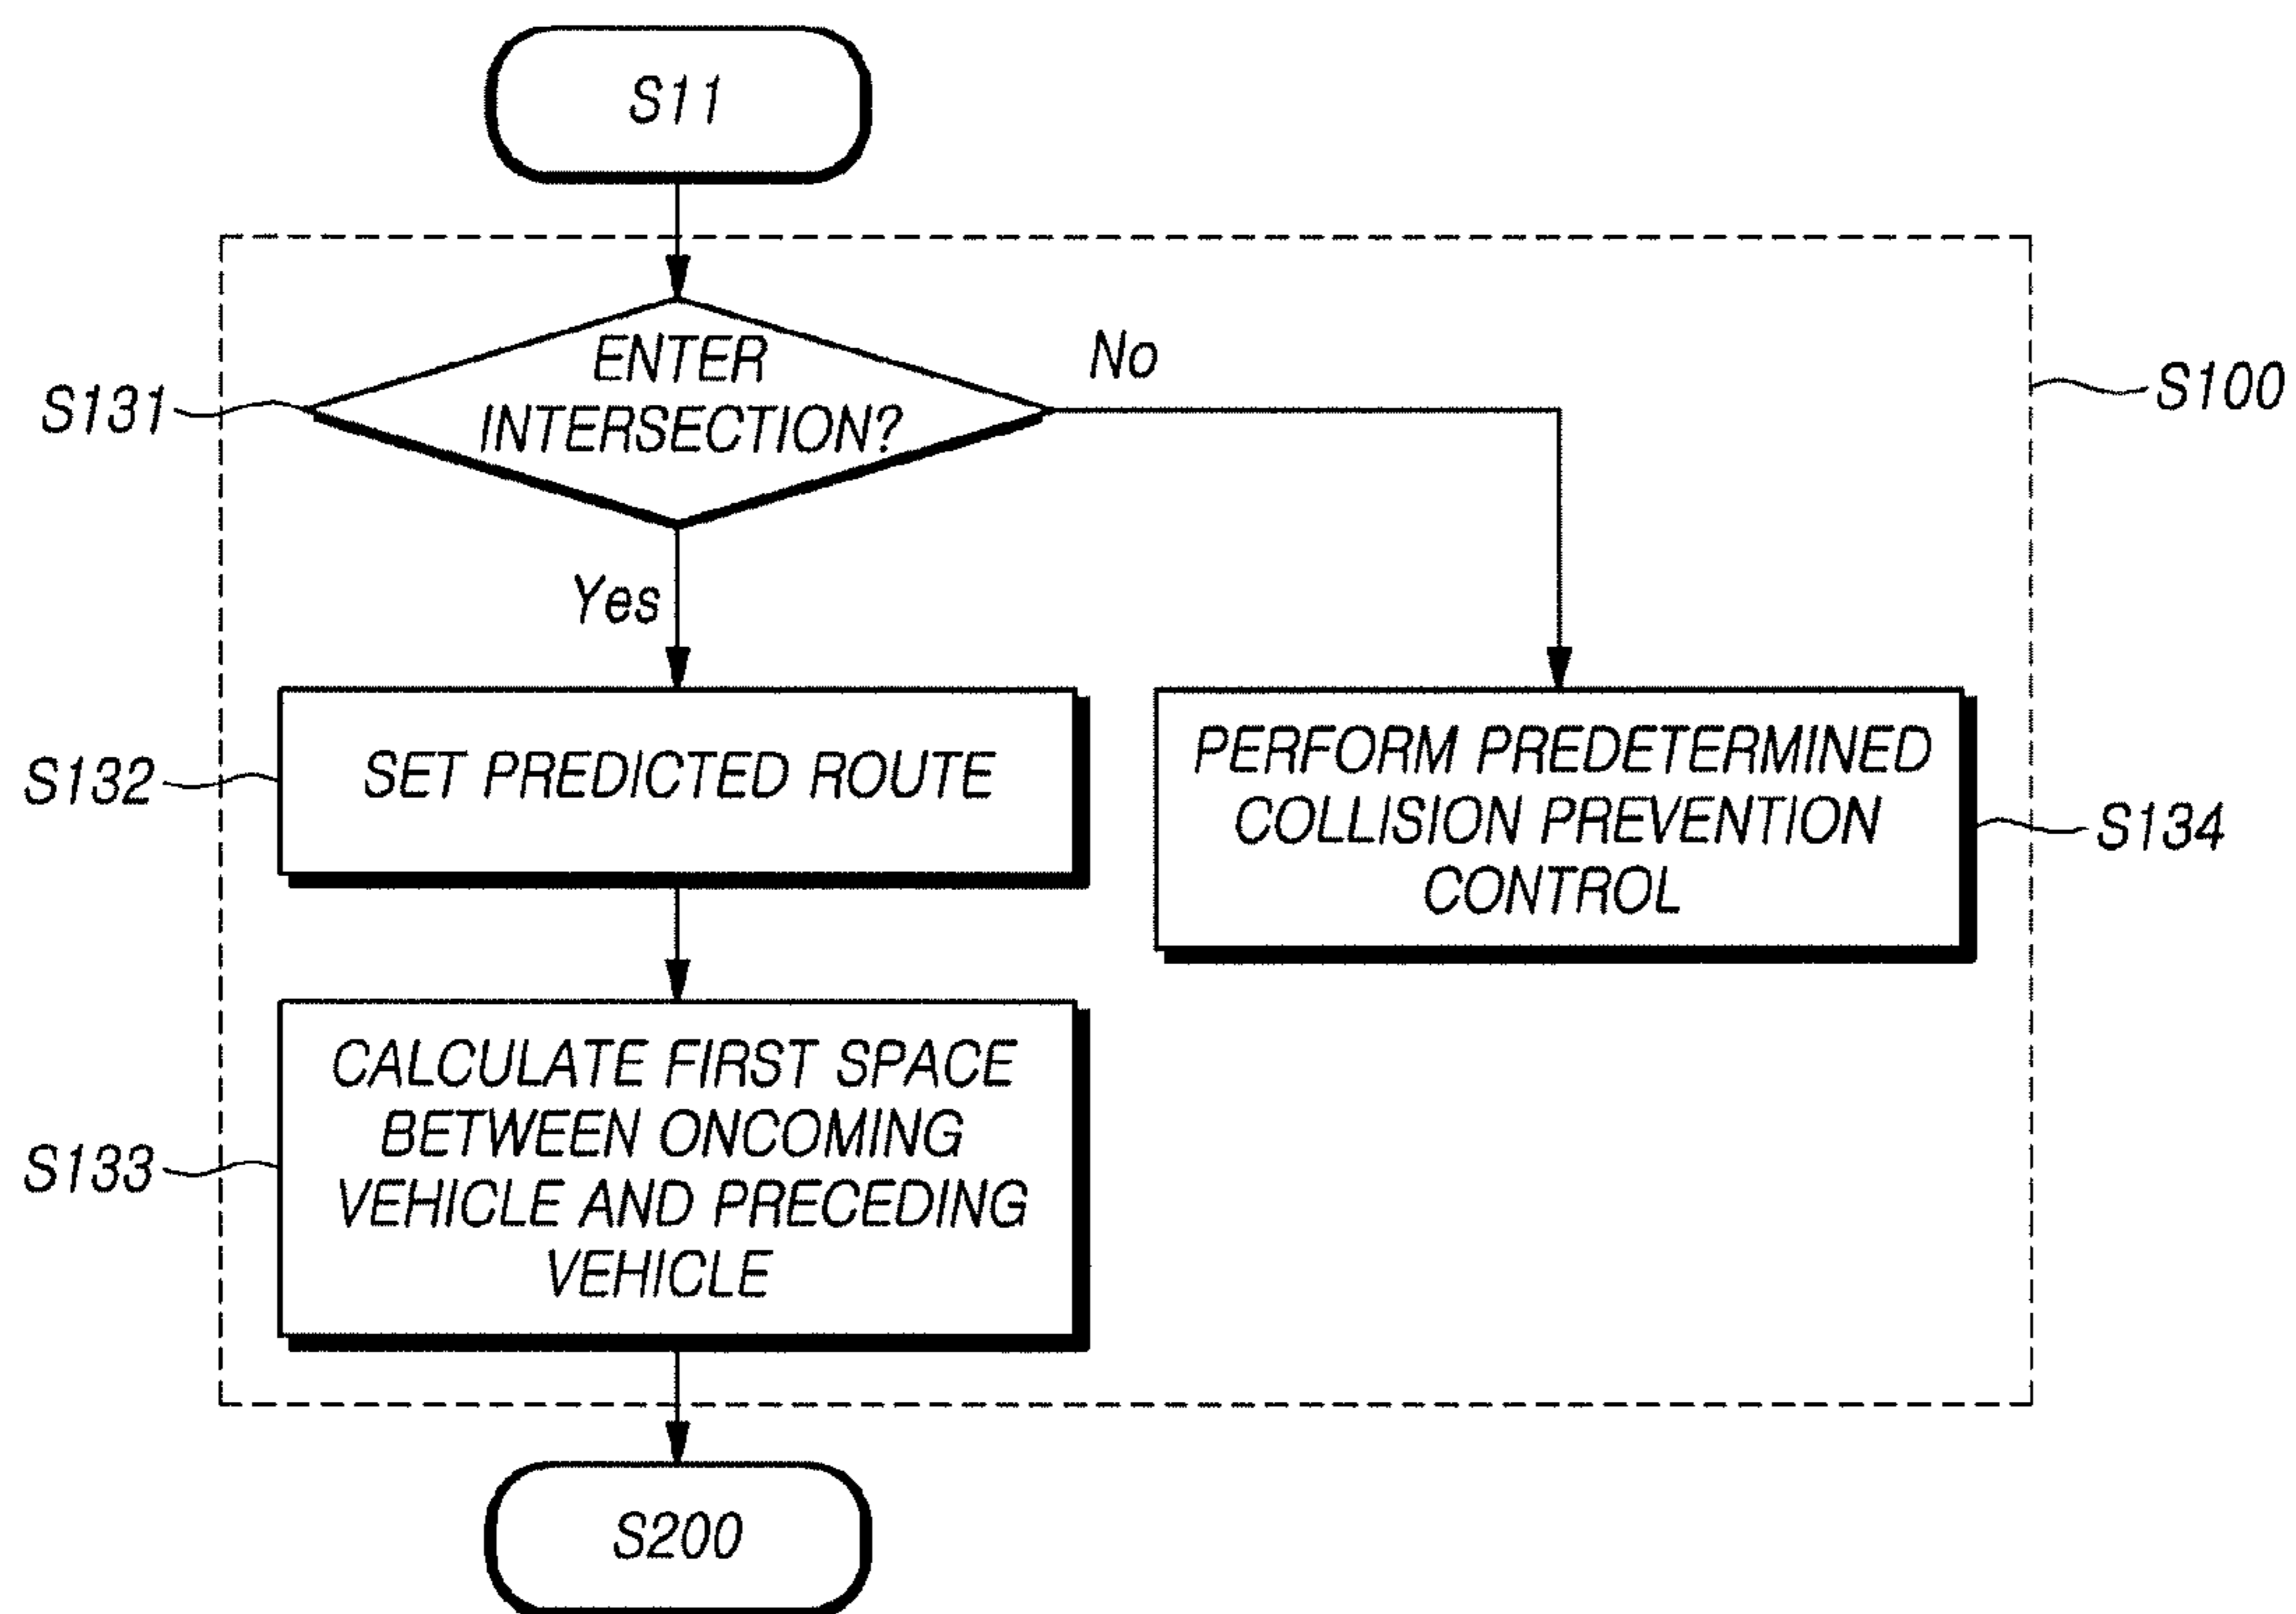 S11
ENTER
INTERSECTION?
No
S131
S100
Yes
SET PREDICTED ROUTE
S132
PERFORM PREDETERMINED
COLLISION PREVENTION
CONTROL
S134
CALCULATE FIRST SPACE
BETWEEN ONCOMING
VEHICLE AND PRECEDING
VEHICLE
S133
S200